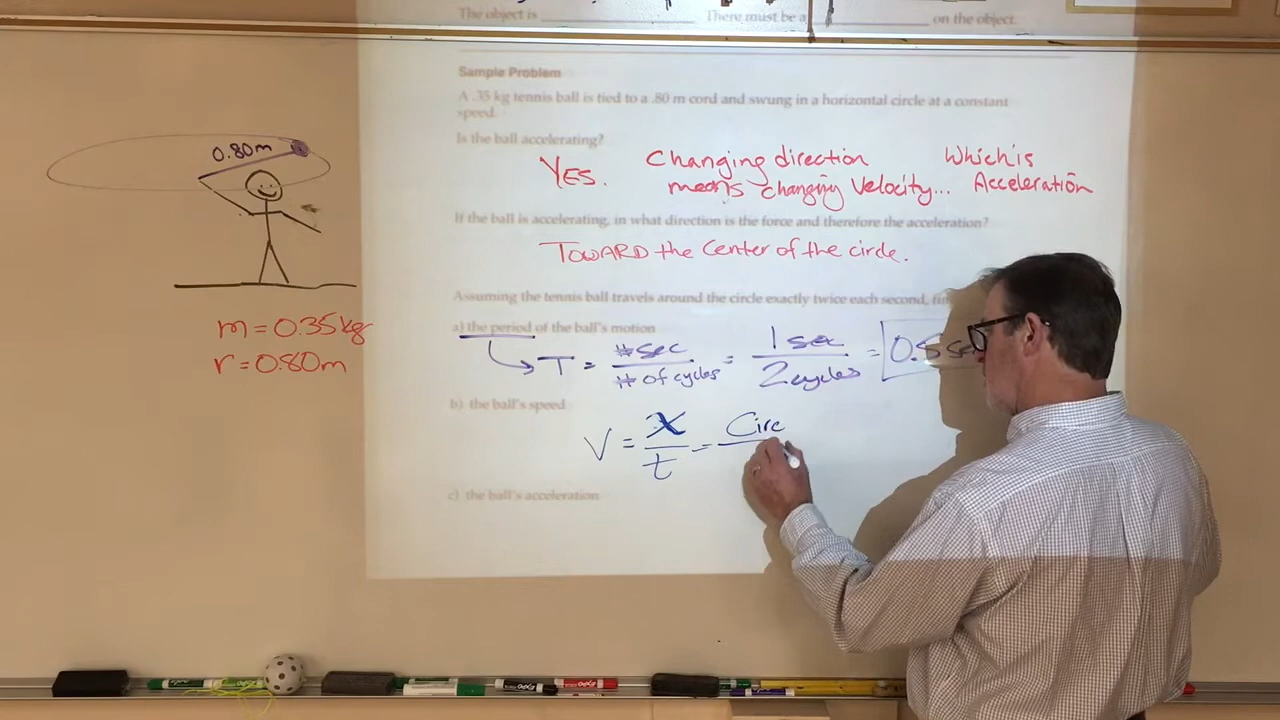 The object is ____________ There must be a ____________ on the object.
Sample Problem
A .35 kg tennis ball is tied to a .80 m cord and swung in a horizontal circle at a constant
speed.
Is the ball accelerating?
YES. Changing direction Which is
means changing Velocity... Acceleration
If the ball is accelerating, in what direction is the force and therefore the acceleration?
TOWARD the Center of the circle.
Assuming the tennis ball travels around the circle exactly twice each second,
a) the period of the ball's motion
T = #sec / # of cycles = 1 sec / 2 cycles = 0.5 sec
b) the ball's speed
V = X / t = Circ
c) the ball's acceleration
0.80m
m = 0.35kg
r = 0.80m